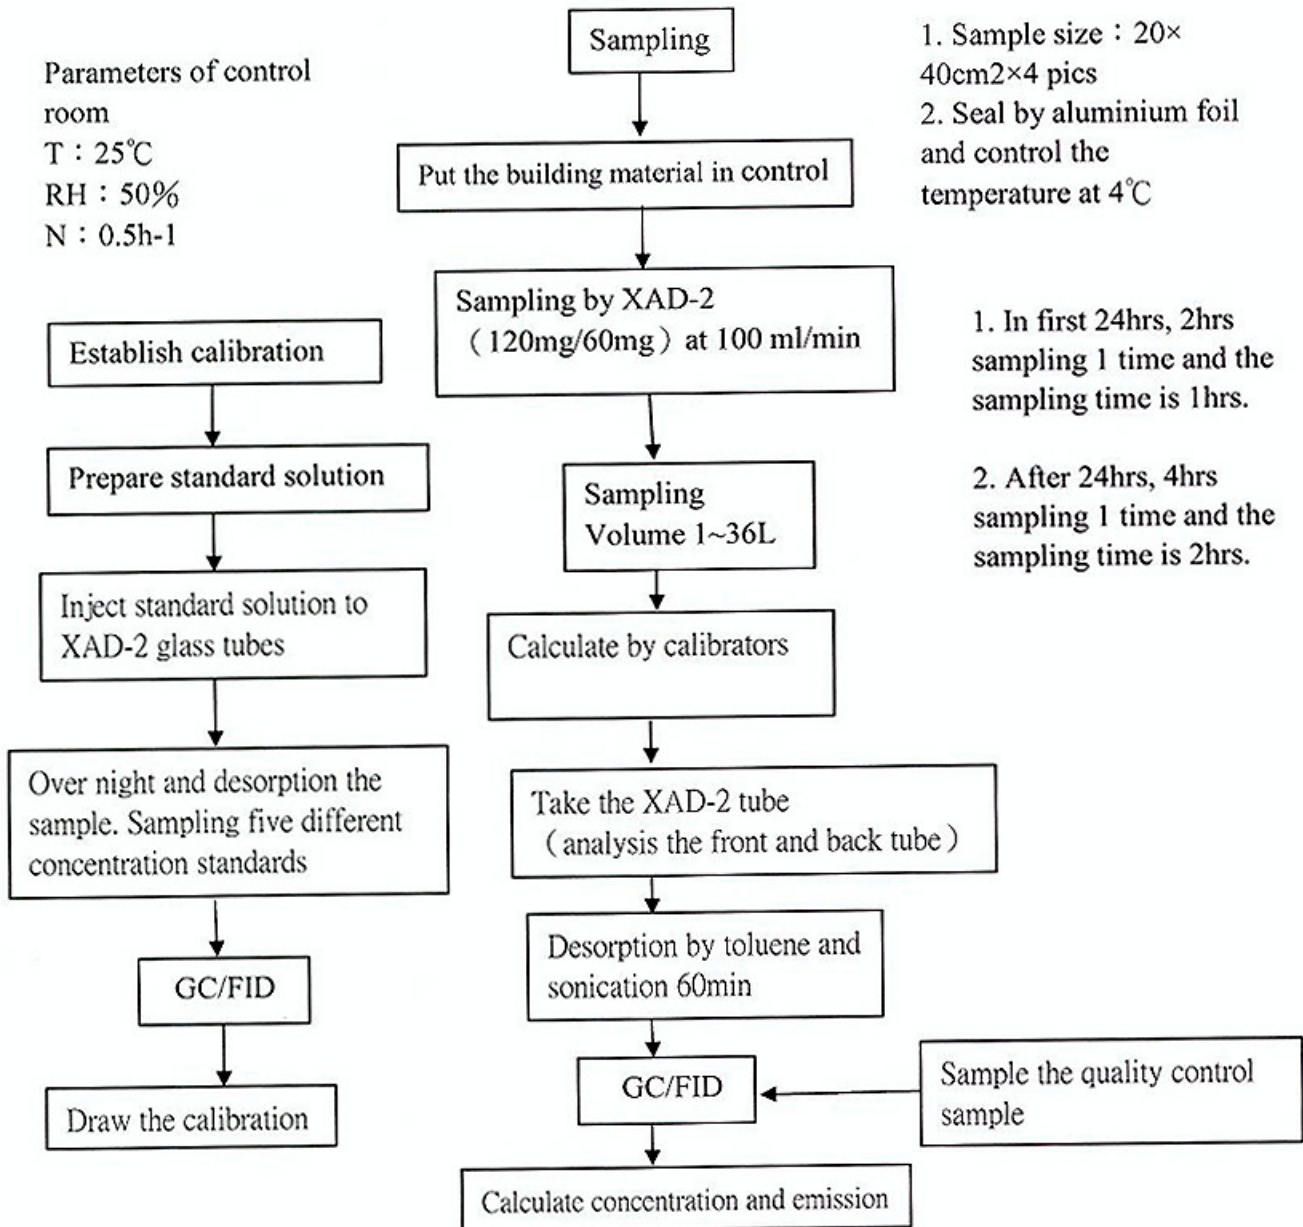 Sampling
Parameters of control
room
T：25℃
RH：50%
N：0.5h-1
1. Sample size：20×
40cm2×4 pics
2. Seal by aluminium foil
and control the
temperature at 4℃
Put the building material in control
Sampling by XAD-2
（120mg/60mg）at 100 ml/min
1. In first 24hrs, 2hrs
sampling 1 time and the
sampling time is 1hrs.
2. After 24hrs, 4hrs
sampling 1 time and the
sampling time is 2hrs.
Sampling
Volume 1~36L
Calculate by calibrators
Take the XAD-2 tube
（analysis the front and back tube）
Desorption by toluene and
sonication 60min
GC/FID
Sample the quality control
sample
Calculate concentration and emission
Establish calibration
Prepare standard solution
Inject standard solution to
XAD-2 glass tubes
Over night and desorption the
sample. Sampling five different
concentration standards
GC/FID
Draw the calibration